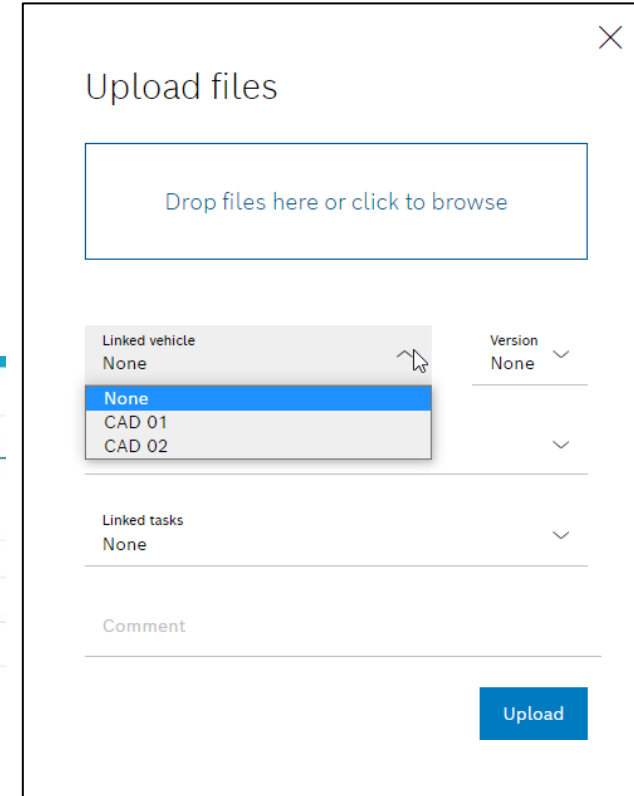 Upload files
Drop files here or click to browse
Linked vehicle
None
Version
None
None
CAD 01
CAD 02
Linked tasks
None
Comment
Upload